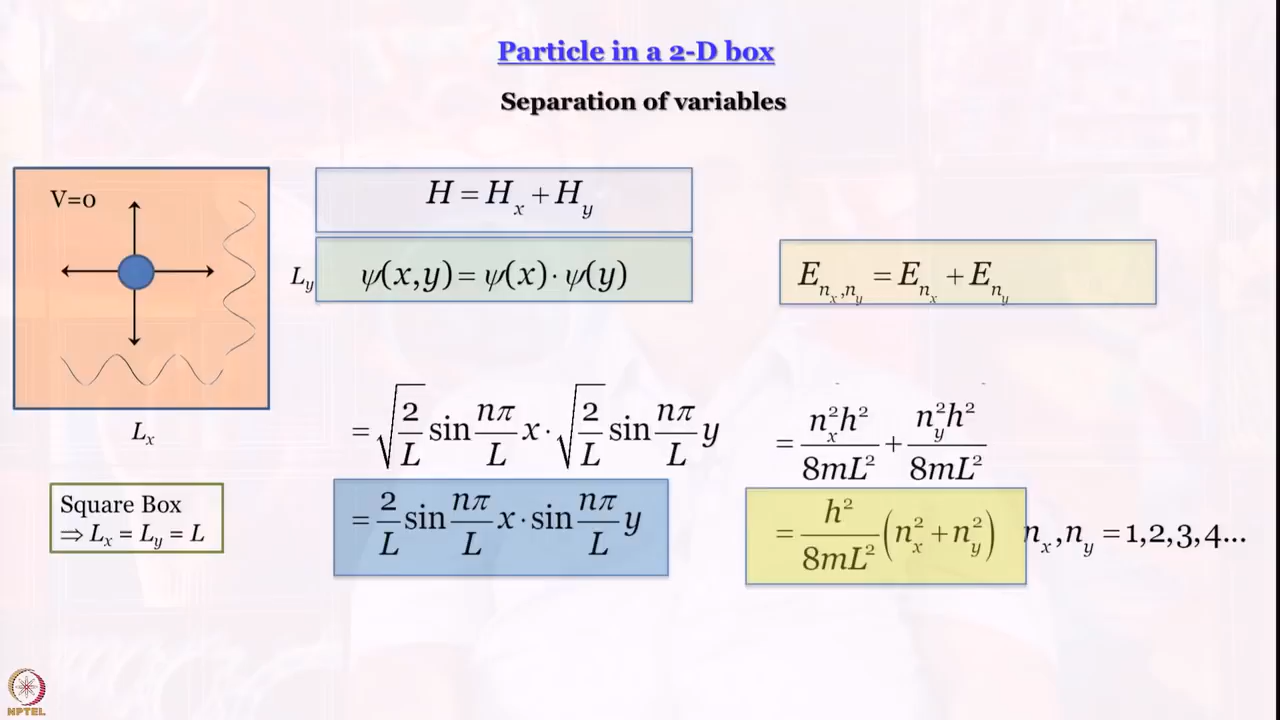 Particle in a 2-D box
Separation of variables
V=0
L_y
L_x
Square Box
⇒ L_x = L_y = L
H = H_x + H_y
ψ(x,y) = ψ(x)·ψ(y)
= √(2/L) sin (nπ/L) x · √(2/L) sin (nπ/L) y
= (2/L) sin (nπ/L) x · sin (nπ/L) y
E_{n_x,n_y} = E_{n_x} + E_{n_y}
= n_x²h²/8mL² + n_y²h²/8mL²
= h²/8mL² (n_x² + n_y²) n_x,n_y = 1,2,3,4...
NPTEL